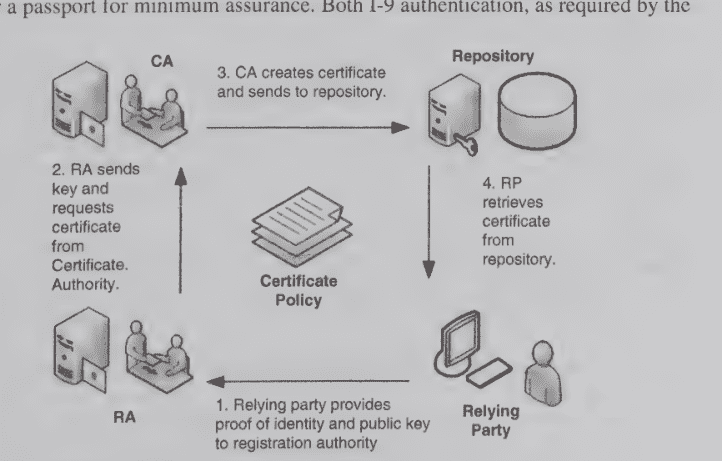 a passport for minimum assurance. Both I-9 authentication, as required by the
CA
3. CA creates certificate
and sends to repository.
Repository
2. RA sends
key and
requests
certificate
from
Certificate.
Authority.
4. RP
retrieves
certificate
from
repository.
Certificate
Policy
RA
1. Relying party provides
proof of identity and public key
to registration authority
Relying
Party